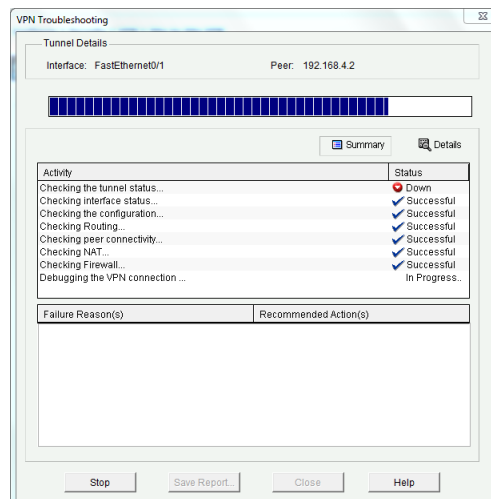 VPN Troubleshooting
Tunnel Details
Interface: FastEthernet0/1 Peer: 192.168.4.2
Summary Details
Activity Status
Checking the tunnel status... Down
Checking interface status... Successful
Checking the configuration... Successful
Checking Routing... Successful
Checking peer connectivity... Successful
Checking NAT... Successful
Checking Firewall... Successful
Debugging the VPN connection ... In Progress..
Failure Reason(s) Recommended Action(s)
Stop Save Report... Close Help